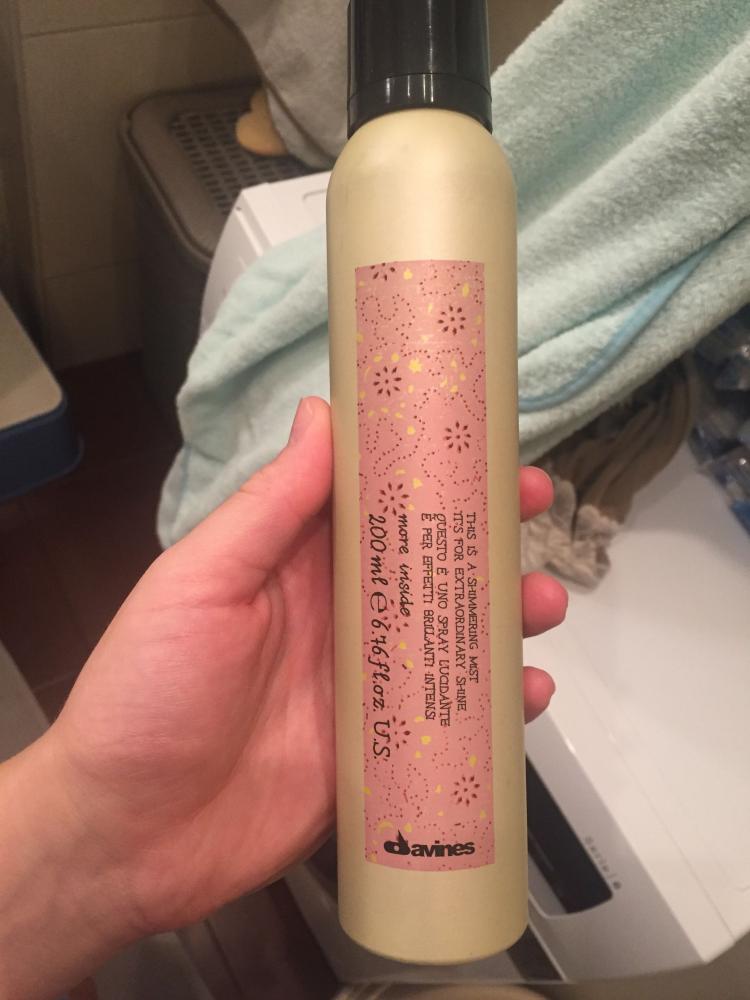 THIS IS A SHIMMERING MIST
IT'S FOR EXTRAORDINARY SHINE
QUESTO È UNO SPRAY LUCIDANTE
È PER EFFETTI BRILLANTI INTENSI
more inside
200 ml e 6.76 fl.oz U.S.
davines